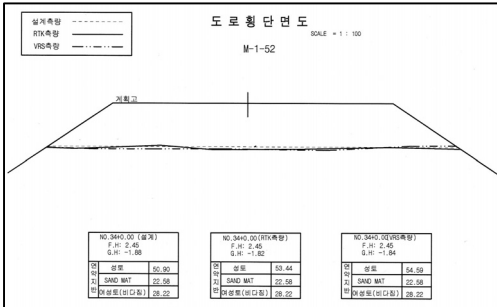 설계측량
RTK측량
VRS측량
도로횡단면도
SCALE = 1 : 100
M-1-52
계획고
NO.34+0.00 (설계)
F.H: 2.45
G.H: -1.88
연약지반
성토 50.90
SAND MAT 22.58
여성토(비다짐) 28.22
NO.34+0.00(RTK측량)
F.H: 2.45
G.H: -1.82
연약지반
성토 53.44
SAND MAT 22.58
여성토(비다짐) 28.22
NO.34+0.00(VRS측량)
F.H: 2.45
G.H: -1.84
연약지반
성토 54.59
SAND MAT 22.58
여성토(비다짐) 28.22